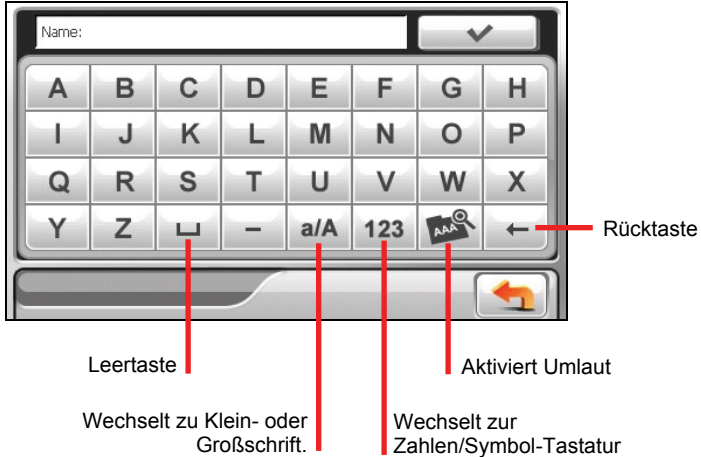 Name:
A B C D E F G H
I J K L M N O P
Q R S T U V W X
Y Z – a/A 123 AAA ←
Rücktaste
Leertaste
Aktiviert Umlaut
Wechselt zu Klein- oder
Großschrift.
Wechselt zur
Zahlen/Symbol-Tastatur